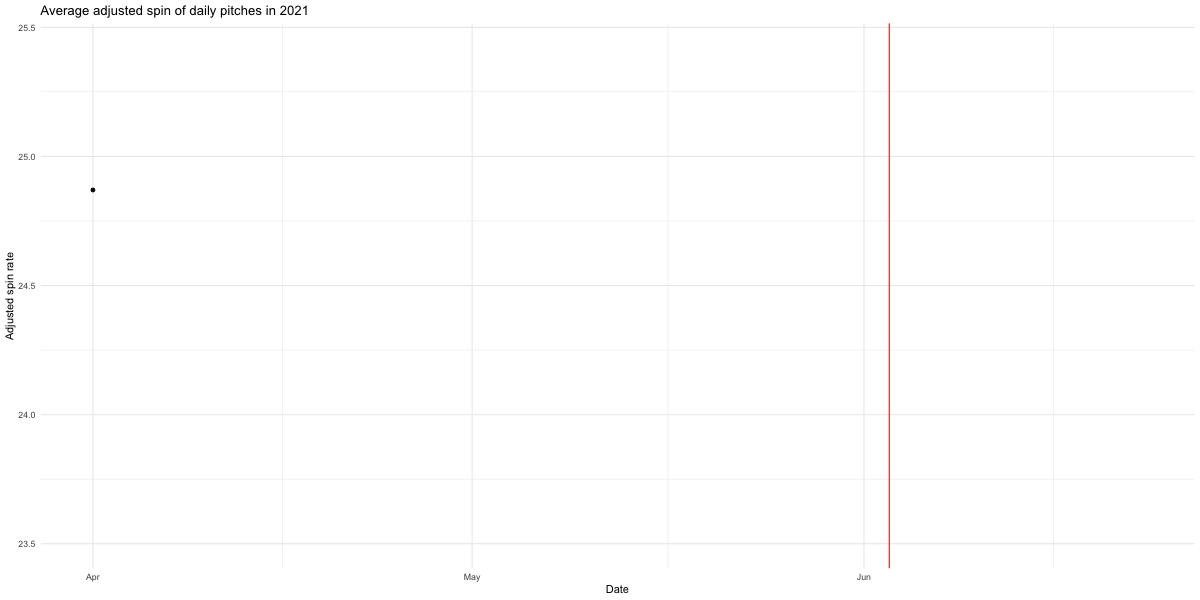 Average adjusted spin of daily pitches in 2021
25.5
25.0
24.5
24.0
23.5
Adjusted spin rate
Apr
May
Jun
Date